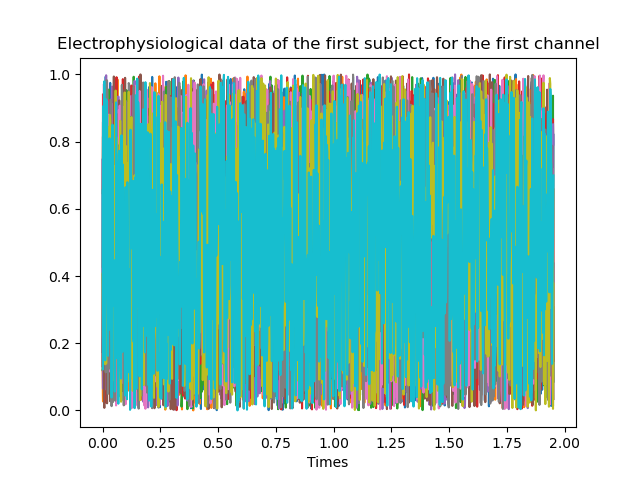 Electrophysiological data of the first subject, for the first channel
1.0
0.8
0.6
0.4
0.2
0.0
0.00 0.25 0.50 0.75 1.00 1.25 1.50 1.75 2.00
Times